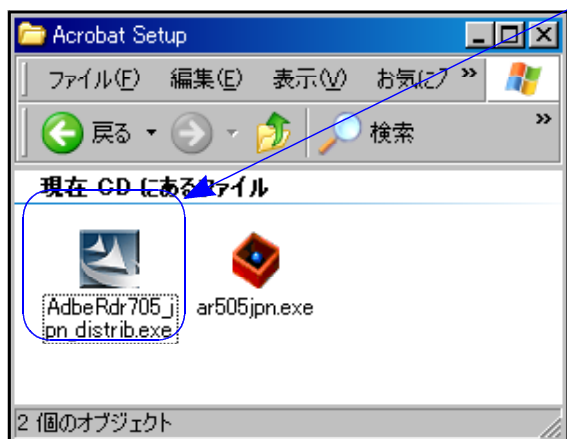 Acrobat Setup
ファイル(F) 編集(E) 表示(V) お気に入 »
戻る 検索 »
現在 CD にあるファイル
AdbeRdr705_j
pn_distrib.exe
ar505jpn.exe
2 個のオブジェクト